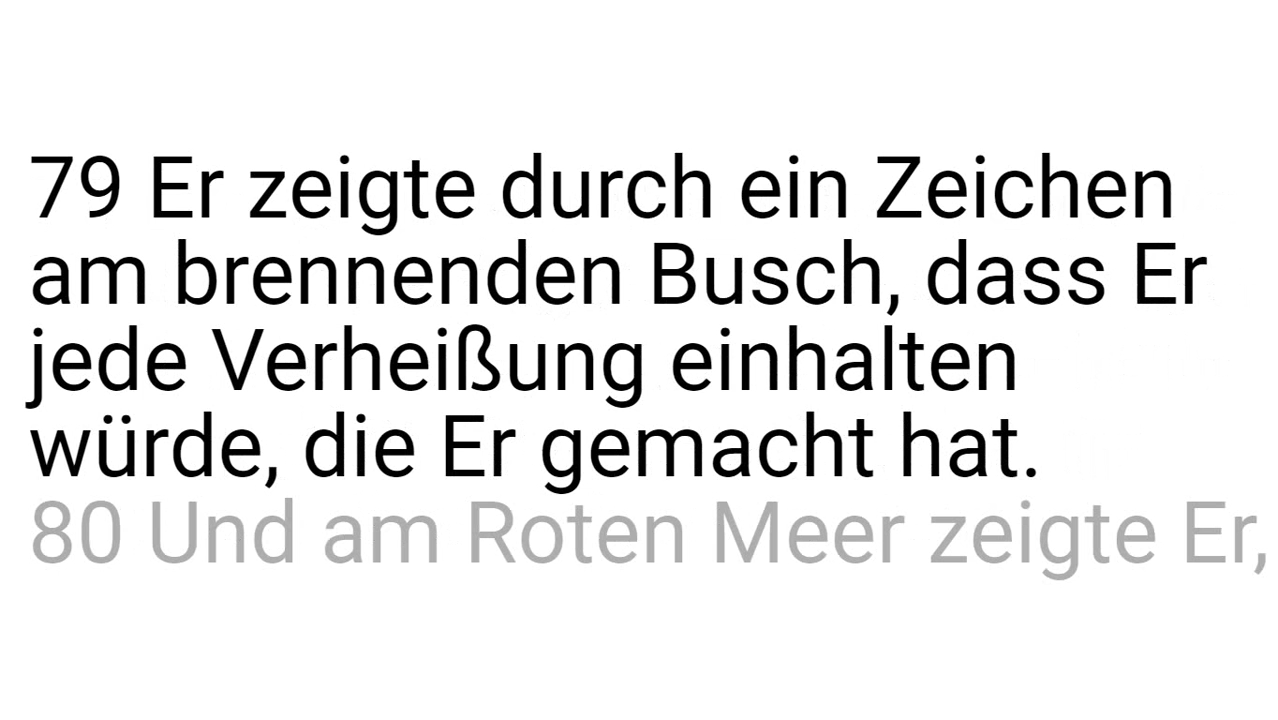 79 Er zeigte durch ein Zeichen
am brennenden Busch, dass Er
jede Verheißung einhalten
würde, die Er gemacht hat.
80 Und am Roten Meer zeigte Er,